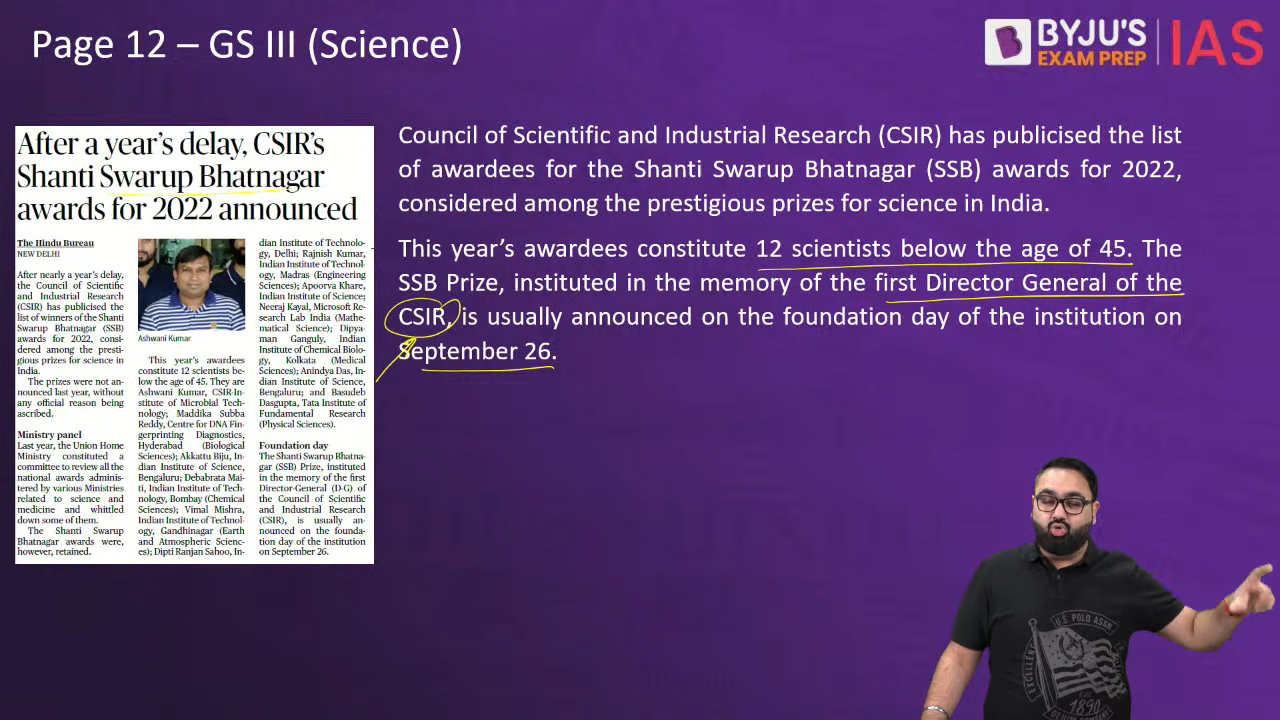 Page 12 – GS III (Science)
BYJU'S
EXAM PREP
IAS
After a year's delay, CSIR's
Shanti Swarup Bhatnagar
awards for 2022 announced
The Hindu Bureau
NEW DELHI
After nearly a year's delay,
the Council of Scientific
and Industrial Research
(CSIR) has publicised the
list of winners of the Shanti
Swarup Bhatnagar (SSB)
awards for 2022, consi-
dered among the presti-
gious prizes for science in
India.
The prizes were not an-
nounced last year, without
any official reason being
ascribed.
Ministry panel
Last year, the Union Home
Ministry constituted a
committee to review all the
national awards adminis-
tered by various Ministries
related to science and
medicine and whittled
down some of them.
The Shanti Swarup
Bhatnagar awards were,
however, retained.
Ashwani Kumar
This year's awardees
constitute 12 scientists be-
low the age of 45. They are
Ashwani Kumar, CSIR-In-
stitute of Microbial Tech-
nology; Maddika Subba
Reddy, Centre for DNA Fin-
gerprinting Diagnostics,
Hyderabad (Biological
Sciences); Akkattu Biju, In-
dian Institute of Science,
Bengaluru; Debabrata Mai-
ti, Indian Institute of Tech-
nology, Bombay (Chemical
Sciences); Vimal Mishra,
Indian Institute of Technol-
ogy, Gandhinagar (Earth
and Atmospheric Scienc-
es); Dipti Ranjan Sahoo, In-
dian Institute of Technolo-
gy, Delhi; Rajnish Kumar,
Indian Institute of Technol-
ogy, Madras (Engineering
Sciences); Apoorva Khare,
Indian Institute of Science;
Neeraj Kayal, Microsoft Re-
search Lab India (Mathe-
matical Science); Dipya-
man Ganguly, Indian
Institute of Chemical Biolo-
gy, Kolkata (Medical
Sciences); Anindya Das, In-
dian Institute of Science,
Bengaluru; and Basudeb
Dasgupta, Tata Institute of
Fundamental Research
(Physical Sciences).
Foundation day
The Shanti Swarup Bhatna-
gar (SSB) Prize, instituted
in the memory of the first
Director-General (D-G) of
the Council of Scientific
and Industrial Research
(CSIR), is usually an-
nounced on the founda-
tion day of the institution
on September 26.
Council of Scientific and Industrial Research (CSIR) has publicised the list
of awardees for the Shanti Swarup Bhatnagar (SSB) awards for 2022,
considered among the prestigious prizes for science in India.
This year's awardees constitute 12 scientists below the age of 45. The
SSB Prize, instituted in the memory of the first Director General of the
CSIR, is usually announced on the foundation day of the institution on
September 26.
U.S. POLO ASSN
1890